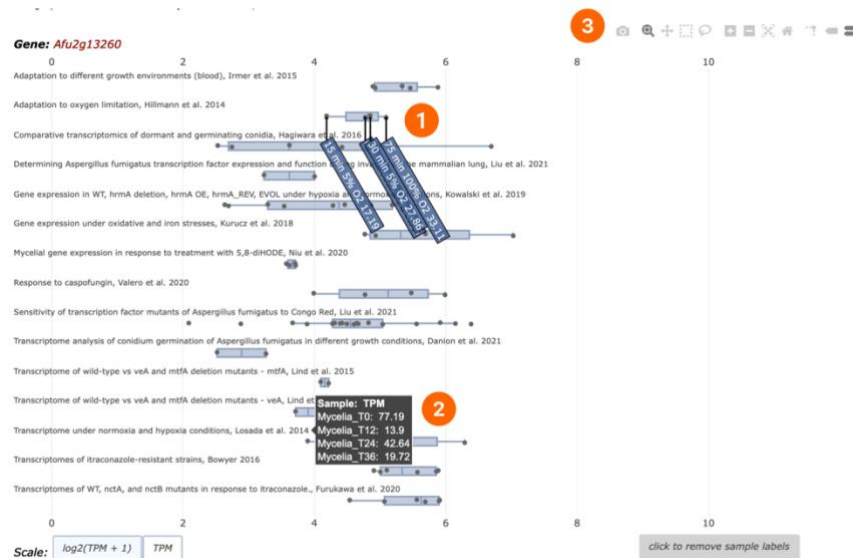 3
Gene: Afu2g13260
0 2 4 6 8 10
Adaptation to different growth environments (blood), Irmer et al. 2015
Adaptation to oxygen limitation, Hillmann et al. 2014
1
Comparative transcriptomics of dormant and germinating conidia, Hagiwara et al. 2016
Determining Aspergillus fumigatus transcription factor expression and function mammalian lung, Liu et al. 2021
15 min 5% O2 17.19
30 min 5% O2 27.86
75 min 100% O2 33.11
Gene expression in WT, hrmA deletion, hrmA OE, hrmA_REV, EVOL under hypoxia Kowalski et al. 2019
Gene expression under oxidative and iron stresses, Kurucz et al. 2018
Mycelial gene expression in response to treatment with 5,8-diHODE, Niu et al. 2020
Response to caspofungin, Valero et al. 2020
Sensitivity of transcription factor mutants of Aspergillus fumigatus to Congo Red, Liu et al. 2021
Transcriptome analysis of conidium germination of Aspergillus fumigatus in different growth conditions, Danion et al. 2021
Transcriptome of wild-type vs veA and mtfA deletion mutants - mtfA, Lind et al. 2015
Transcriptome of wild-type vs veA and mtfA deletion mutants - veA, Lind et
Sample: TPM
Mycelia_T0: 77.19
Mycelia_T12: 13.9
Mycelia_T24: 42.64
Mycelia_T36: 19.72
2
Transcriptome under normoxia and hypoxia conditions, Losada et al. 2014
Transcriptomes of itraconazole-resistant strains, Bowyer 2016
Transcriptomes of WT, nctA, and nctB mutants in response to itraconazole., Furukawa et al. 2020
0 2 4 6 8 10
Scale: log2(TPM + 1) TPM
click to remove sample labels